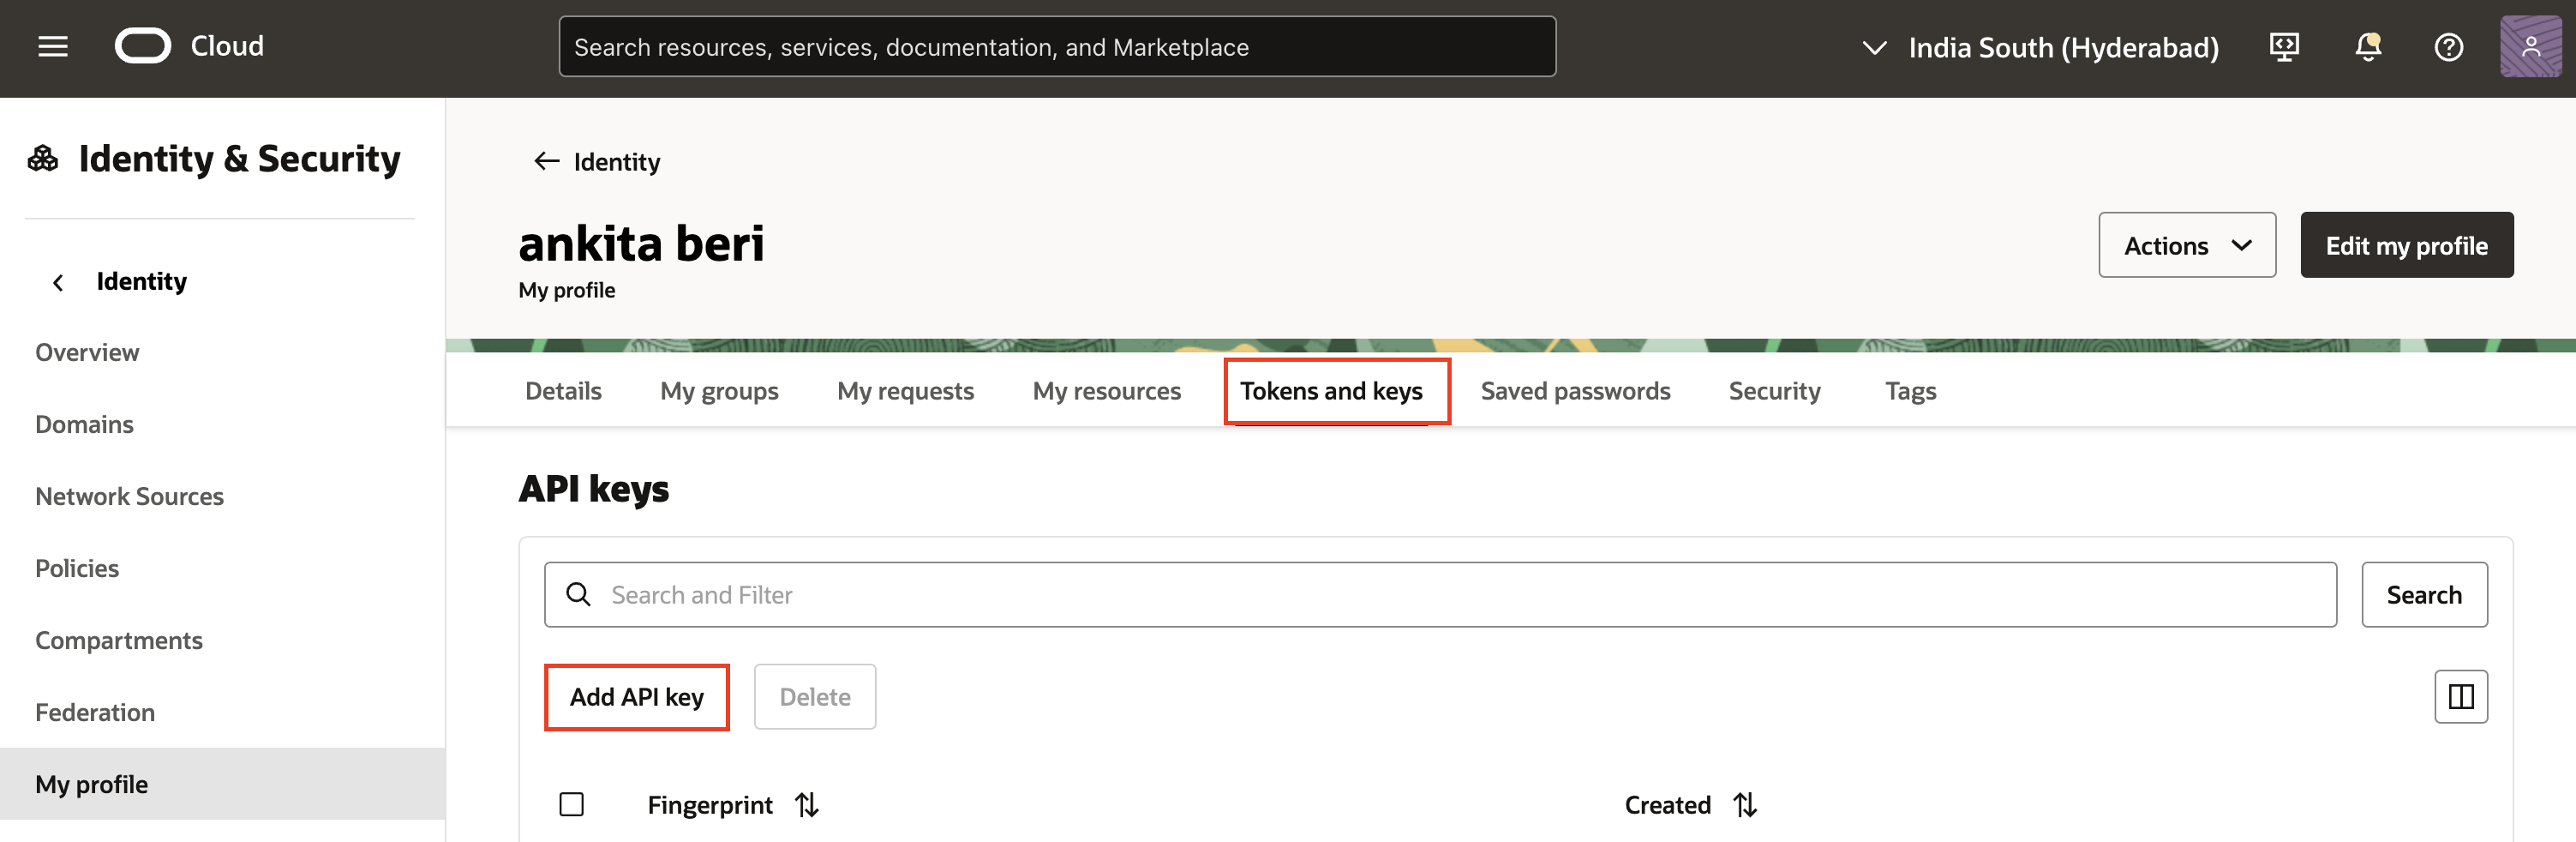 Cloud
Search resources, services, documentation, and Marketplace
India South (Hyderabad)
Identity & Security
Identity
Overview
Domains
Network Sources
Policies
Compartments
Federation
My profile
Identity
ankita beri
My profile
Actions
Edit my profile
Details
My groups
My requests
My resources
Tokens and keys
Saved passwords
Security
Tags
API keys
Search and Filter
Search
Add API key
Delete
Fingerprint
Created